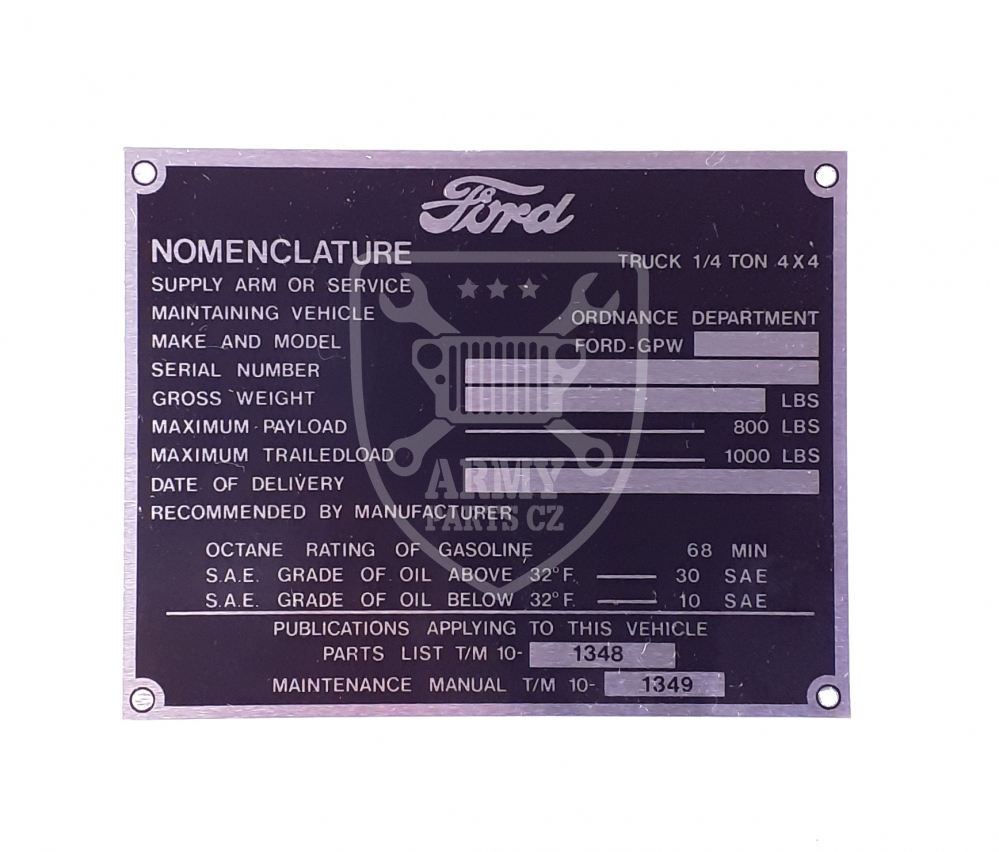 Ford
NOMENCLATURE TRUCK 1/4 TON 4X4
SUPPLY ARM OR SERVICE
MAINTAINING VEHICLE ORDNANCE DEPARTMENT
MAKE AND MODEL FORD-GPW
SERIAL NUMBER
GROSS WEIGHT LBS
MAXIMUM PAYLOAD 800 LBS
MAXIMUM TRAILEDLOAD 1000 LBS
DATE OF DELIVERY
RECOMMENDED BY MANUFACTURER
OCTANE RATING OF GASOLINE 68 MIN
S.A.E. GRADE OF OIL ABOVE 32°F. 30 SAE
S.A.E. GRADE OF OIL BELOW 32°F. 10 SAE
PUBLICATIONS APPLYING TO THIS VEHICLE
PARTS LIST T/M 10- 1348
MAINTENANCE MANUAL T/M 10- 1349
ARMY
PARTS CZ